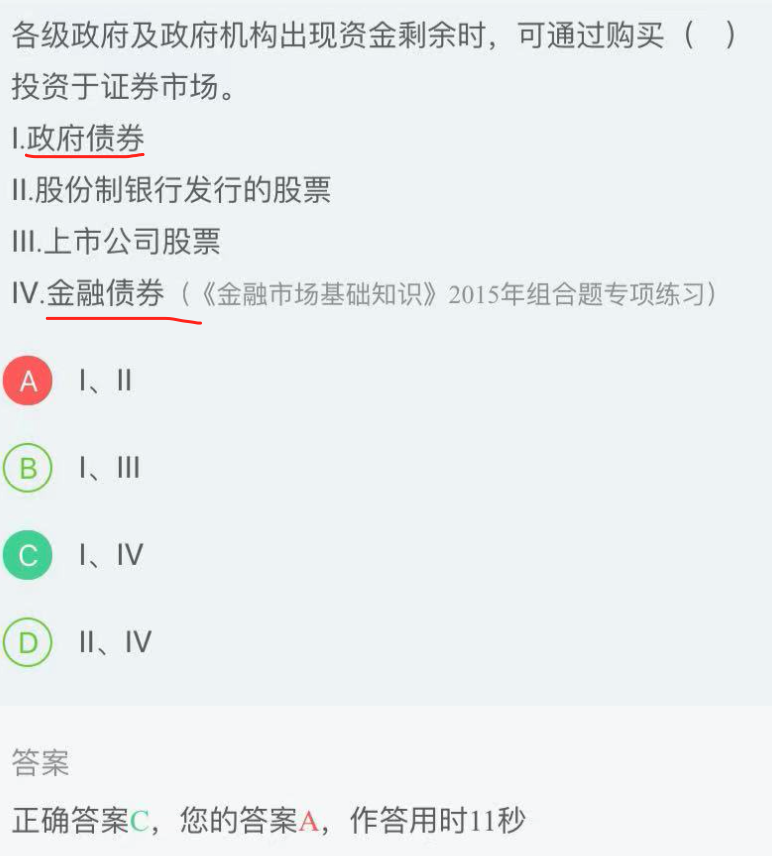 各级政府及政府机构出现资金剩余时，可通过购买（　）
投资于证券市场。
I.政府债券
II.股份制银行发行的股票
III.上市公司股票
IV.金融债券（《金融市场基础知识》2015年组合题专项练习）
A I、II
B I、III
C I、IV
D II、IV
答案
正确答案C，您的答案A，作答用时11秒